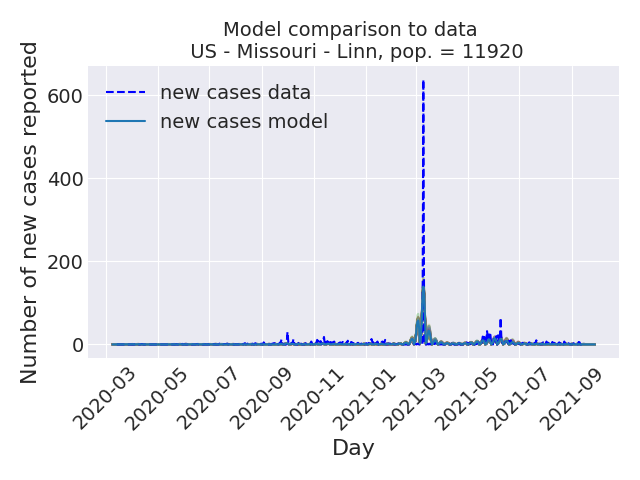 Model comparison to data
US - Missouri - Linn, pop. = 11920
new cases data
new cases model
Number of new cases reported
600
400
200
0
2020-03
2020-05
2020-07
2020-09
2020-11
2021-01
2021-03
2021-05
2021-07
2021-09
Day